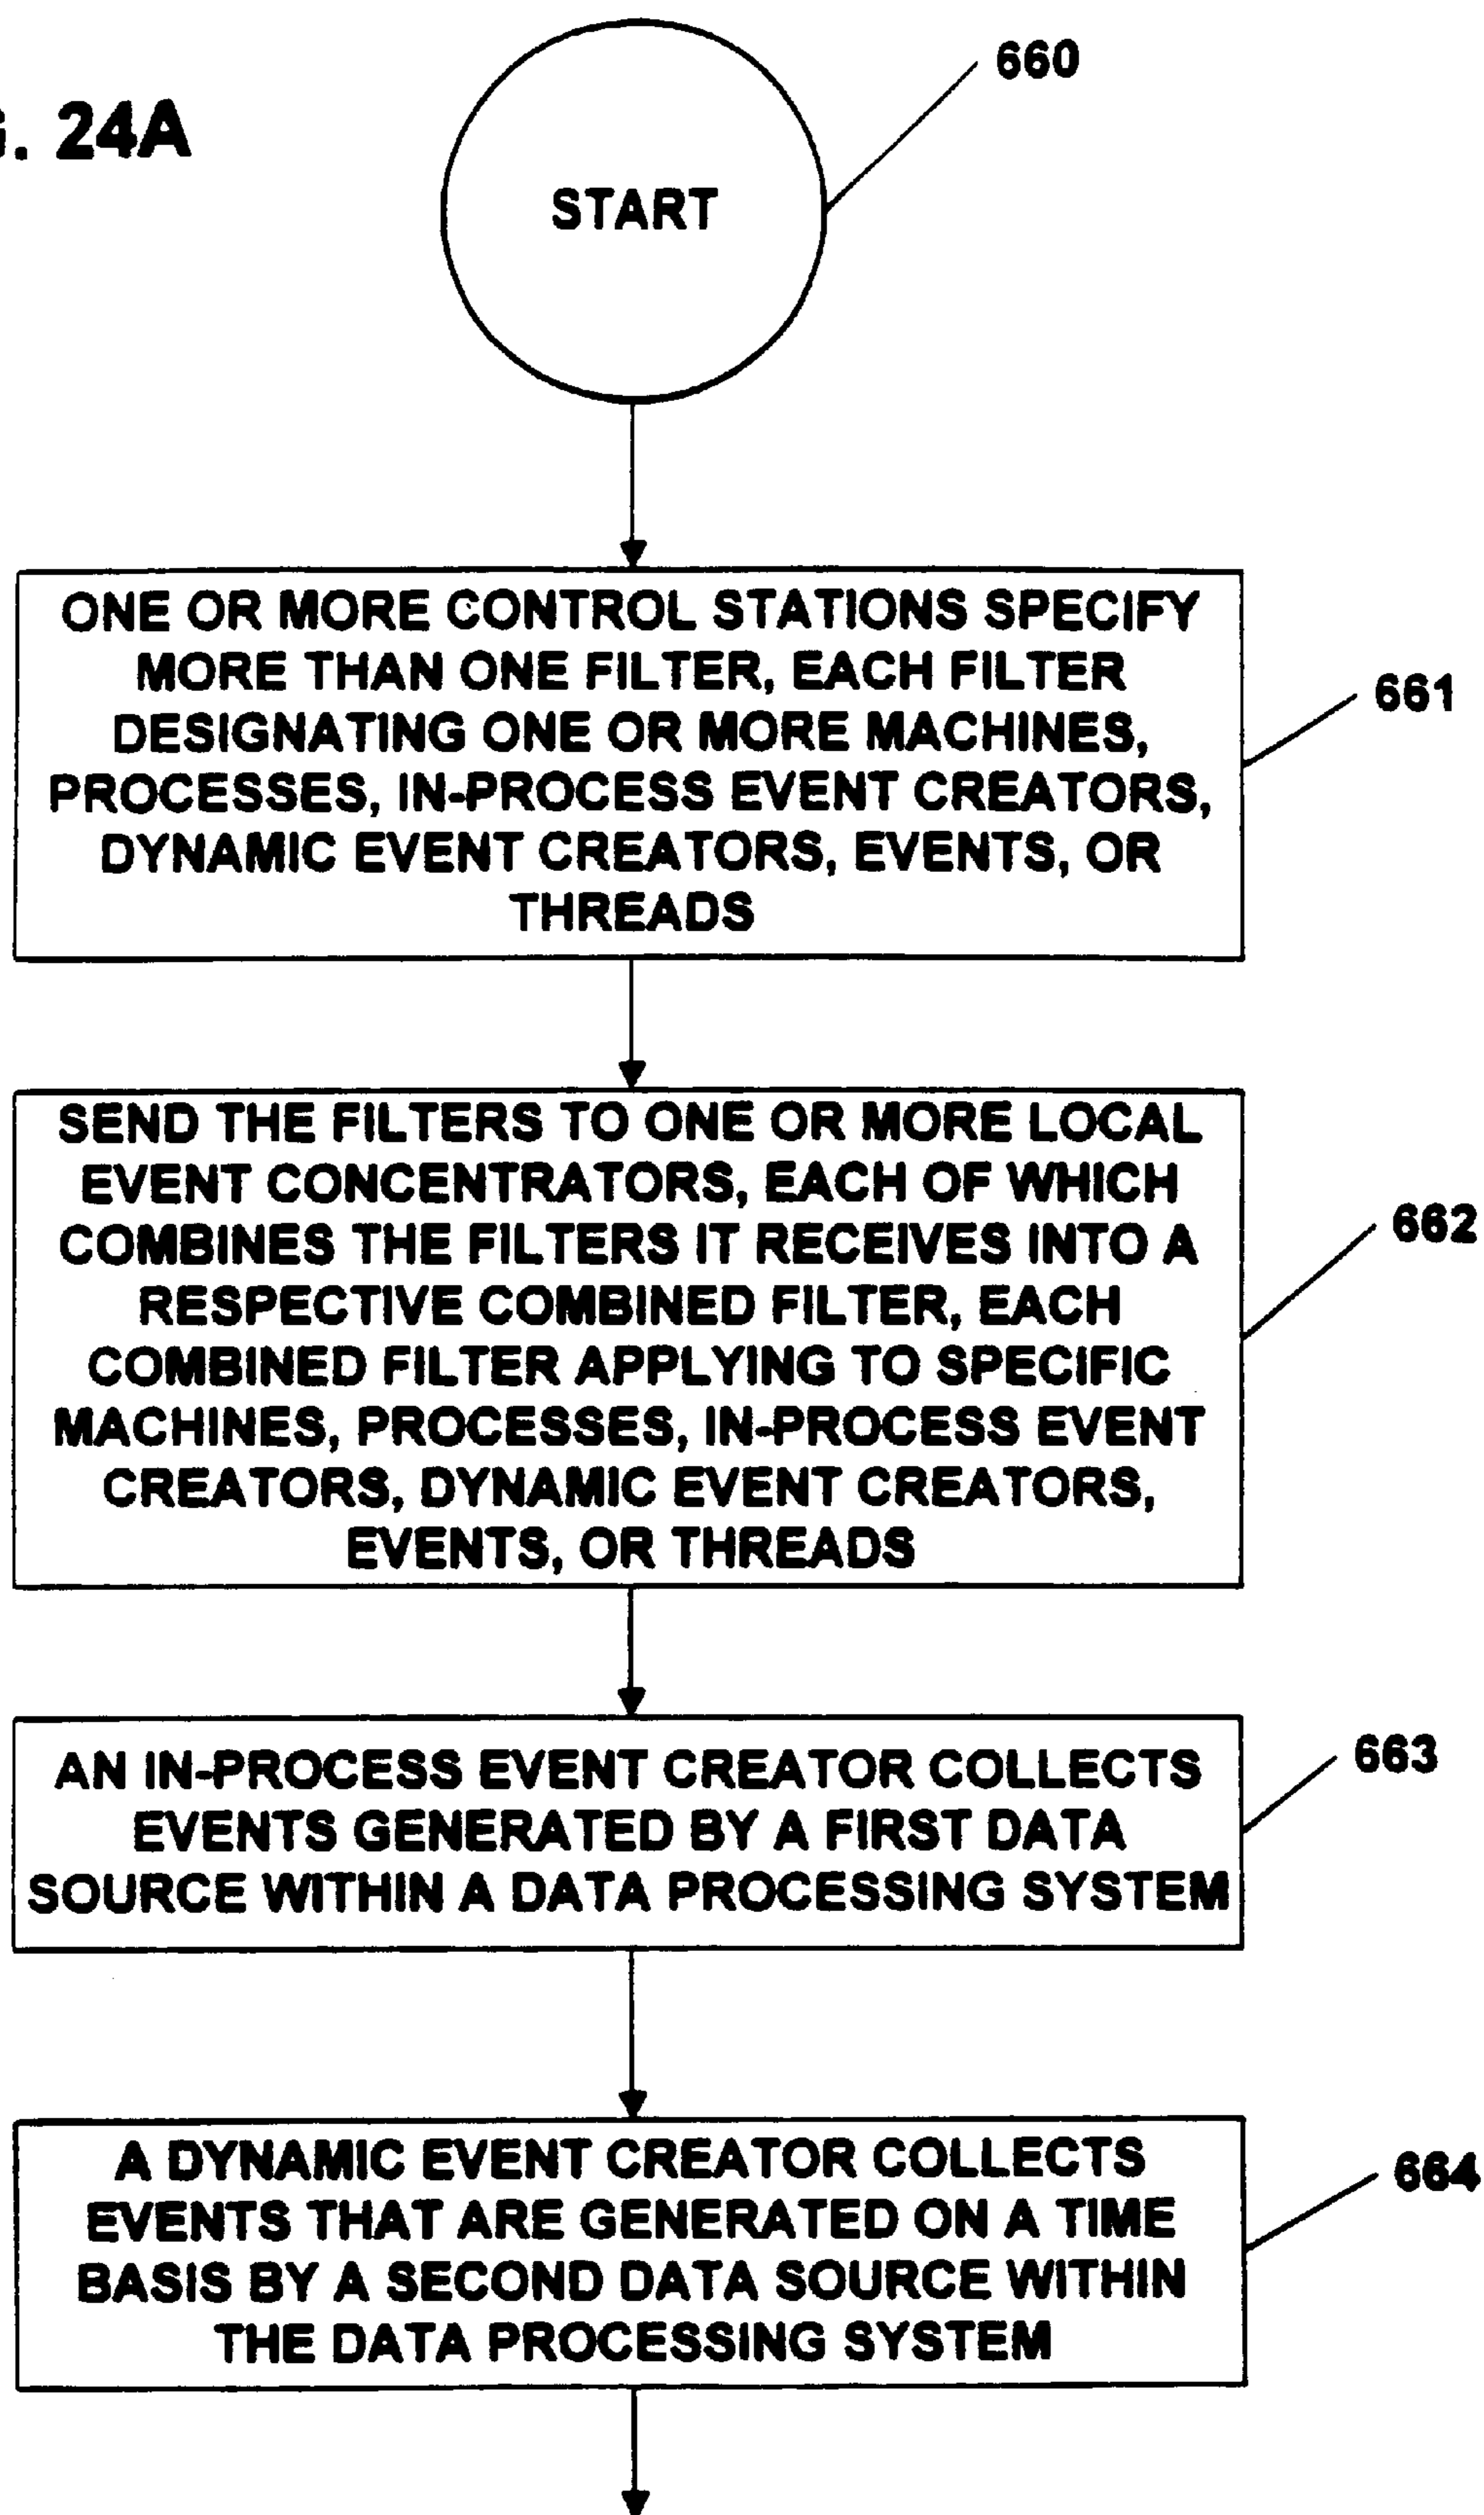 . 24A
660
START
ONE OR MORE CONTROL STATIONS SPECIFY
MORE THAN ONE FILTER, EACH FILTER
DESIGNATING ONE OR MORE MACHINES,
PROCESSES, IN-PROCESS EVENT CREATORS,
DYNAMIC EVENT CREATORS, EVENTS, OR
THREADS
661
SEND THE FILTERS TO ONE OR MORE LOCAL
EVENT CONCENTRATORS, EACH OF WHICH
COMBINES THE FILTERS IT RECEIVES INTO A
RESPECTIVE COMBINED FILTER, EACH
COMBINED FILTER APPLYING TO SPECIFIC
MACHINES, PROCESSES, IN-PROCESS EVENT
CREATORS, DYNAMIC EVENT CREATORS,
EVENTS, OR THREADS
662
AN IN-PROCESS EVENT CREATOR COLLECTS
EVENTS GENERATED BY A FIRST DATA
SOURCE WITHIN A DATA PROCESSING SYSTEM
663
A DYNAMIC EVENT CREATOR COLLECTS
EVENTS THAT ARE GENERATED ON A TIME
BASIS BY A SECOND DATA SOURCE WITHIN
THE DATA PROCESSING SYSTEM
664